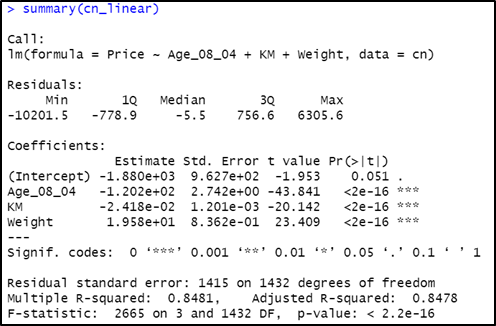 > summary(cn_linear)

Call:
lm(formula = Price ~ Age_08_04 + KM + Weight, data = cn)

Residuals:
     Min       1Q   Median       3Q      Max
-10201.5   -778.9     -5.5    756.6   6305.6

Coefficients:
              Estimate Std. Error t value Pr(>|t|)
(Intercept) -1.880e+03  9.627e+02  -1.953    0.051 .
Age_08_04   -1.202e+02  2.742e+00 -43.841   <2e-16 ***
KM          -2.418e-02  1.201e-03 -20.142   <2e-16 ***
Weight       1.958e+01  8.362e-01  23.409   <2e-16 ***
---
Signif. codes:  0 ‘***’ 0.001 ‘**’ 0.01 ‘*’ 0.05 ‘.’ 0.1 ‘ ’ 1

Residual standard error: 1415 on 1432 degrees of freedom
Multiple R-squared:  0.8481,    Adjusted R-squared:  0.8478
F-statistic:  2665 on 3 and 1432 DF,  p-value: < 2.2e-16